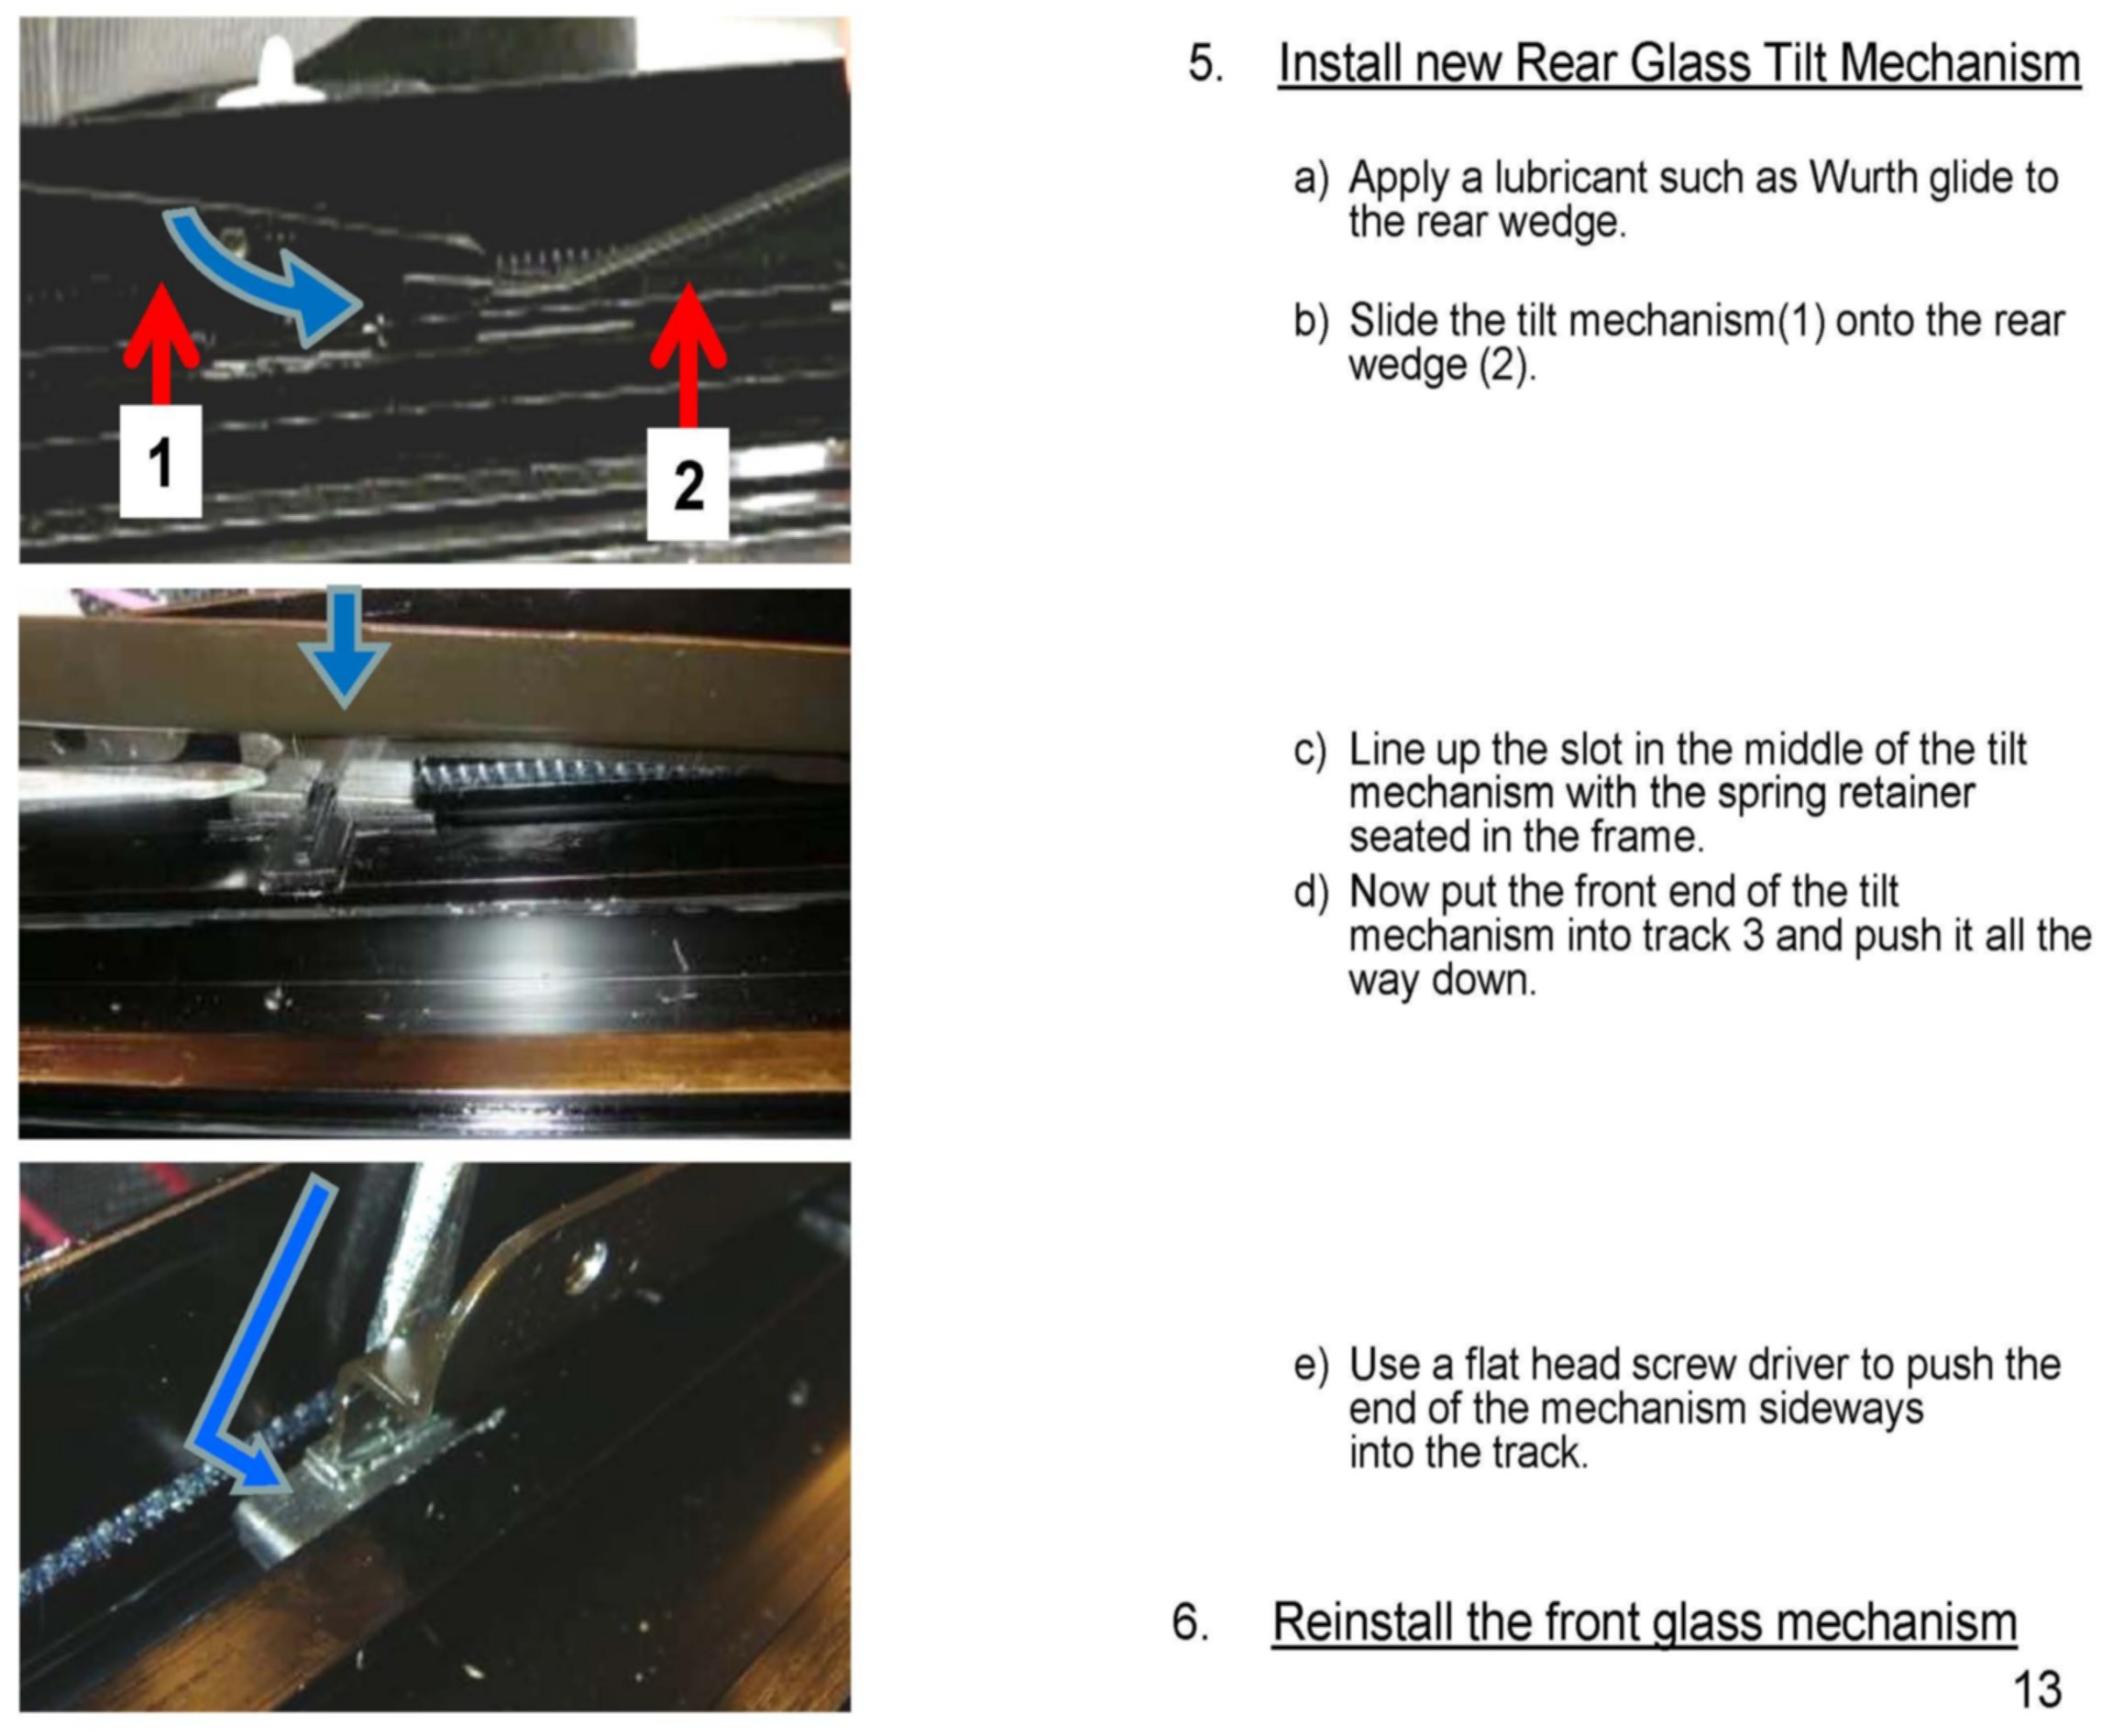 5. Install new Rear Glass Tilt Mechanism
a) Apply a lubricant such as Wurth glide to
the rear wedge.
b) Slide the tilt mechanism(1) onto the rear
wedge (2).
1
2
c) Line up the slot in the middle of the tilt
mechanism with the spring retainer
seated in the frame.
d) Now put the front end of the tilt
mechanism into track 3 and push it all the
way down.
e) Use a flat head screw driver to push the
end of the mechanism sideways
into the track.
6. Reinstall the front glass mechanism
13